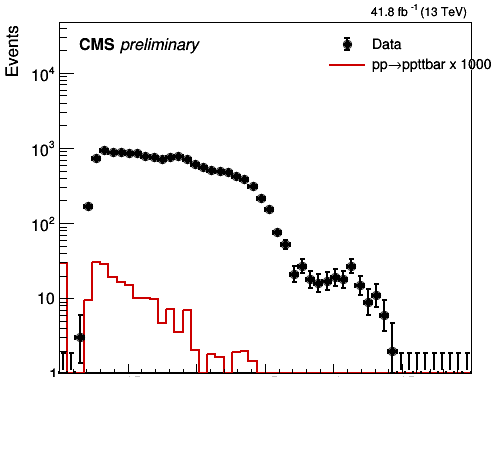 41.8 fb⁻¹ (13 TeV)
Events
CMS preliminary
Data
pp→ppttbar x 1000
10⁴
10³
10²
10
1